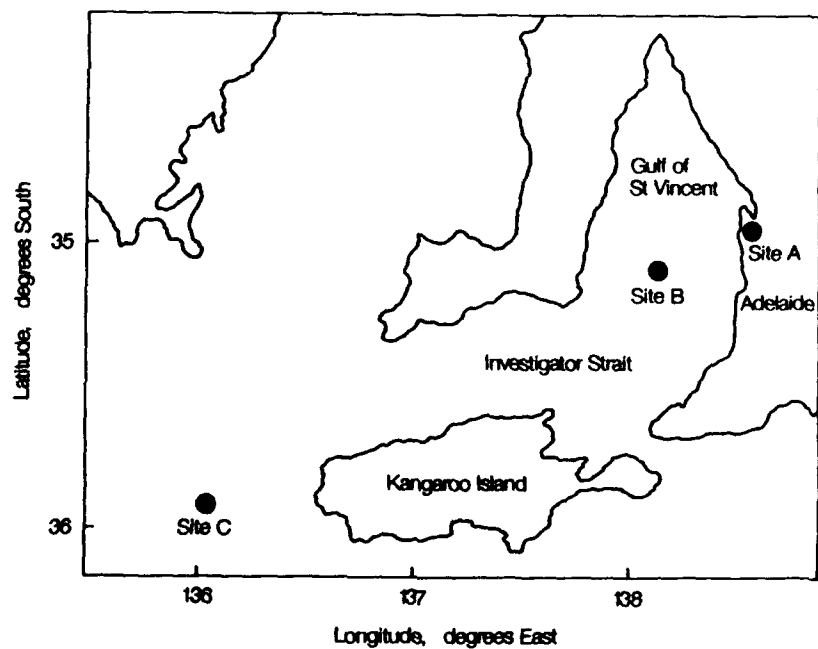 Gulf of
St Vincent
35
Site A
Site B
Adelaide
Latitude, degrees South
Investigator Strait
Kangaroo Island
Site C
36
136
137
138
Longitude, degrees East